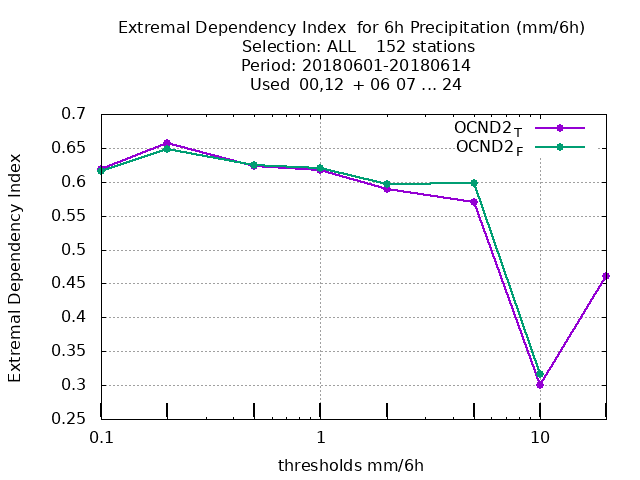 Extremal Dependency Index  for 6h Precipitation (mm/6h)
Selection: ALL    152 stations
Period: 20180601-20180614
Used  00,12  + 06 07 ... 24
0.7
OCND2T
0.65
OCND2F
0.6
0.55
0.5
0.45
0.4
0.35
0.3
0.25
Extremal Dependency Index
0.1 1 10
thresholds mm/6h